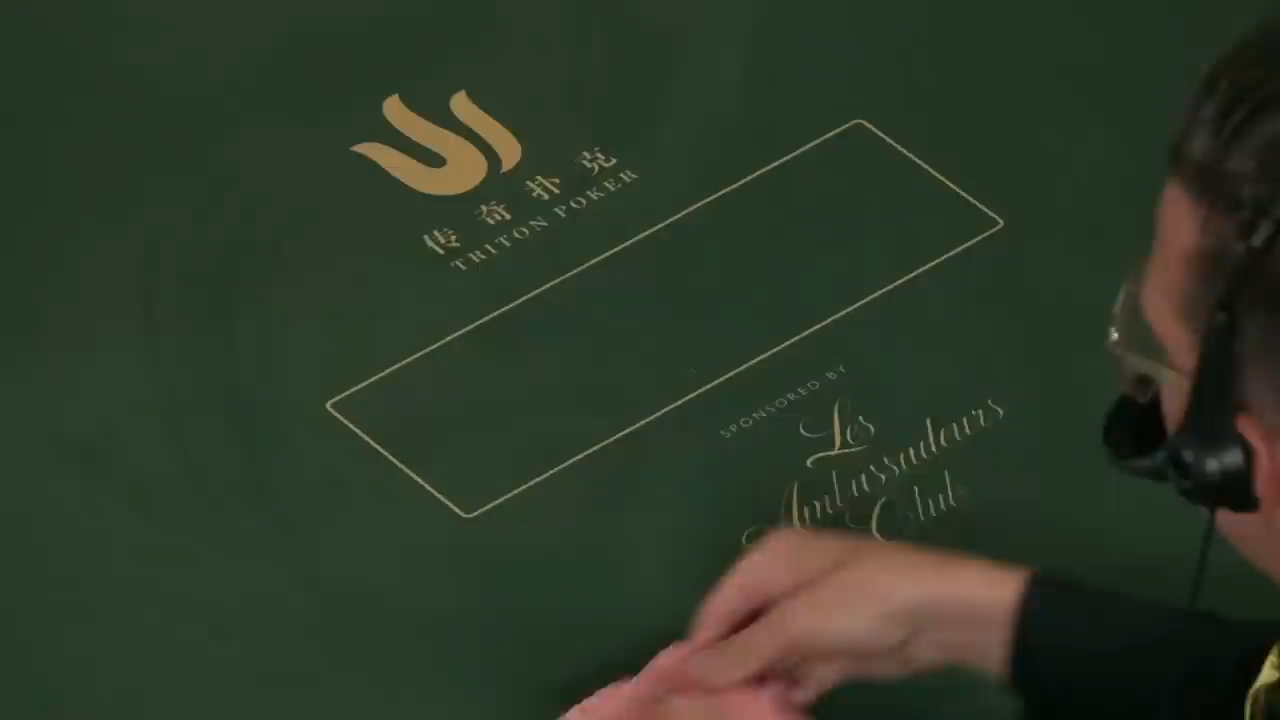 传奇扑克
TRITON POKER
SPONSORED BY
Les
Ambassadeurs
Club